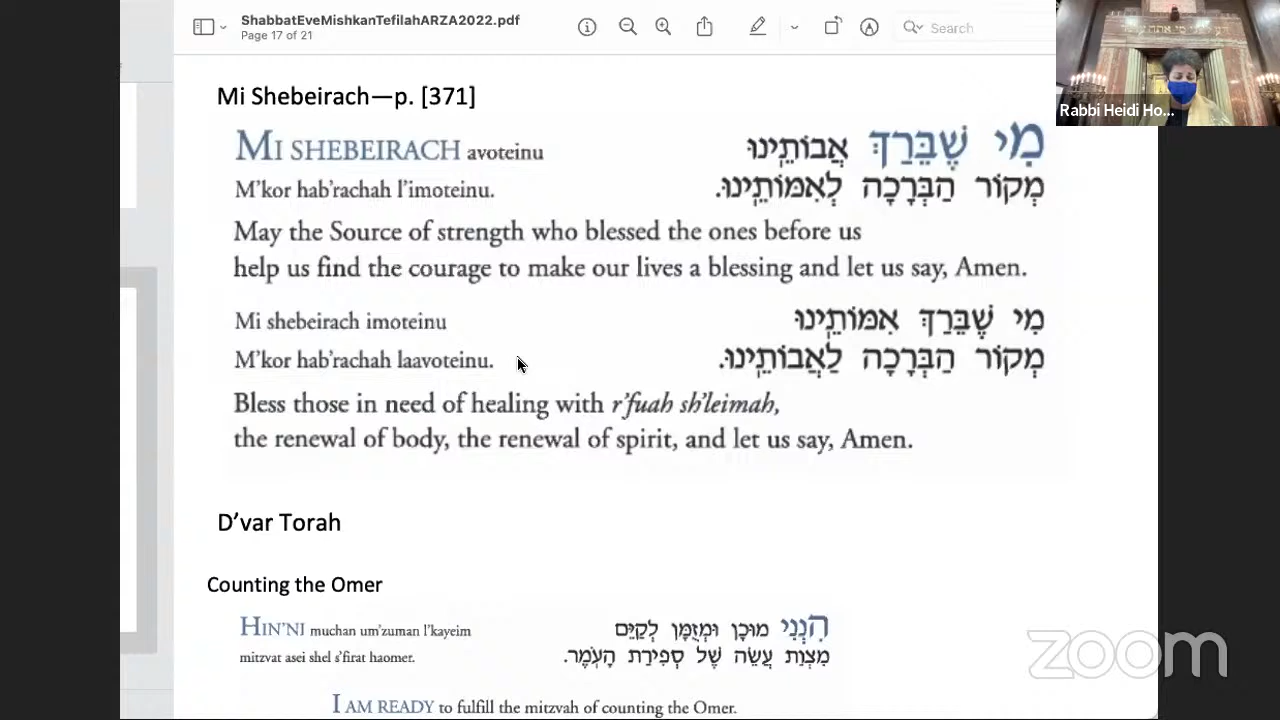 ShabbatEveMishkanTefilahARZA2022.pdf
Page 17 of 21
Search
Rabbi Heidi Ho...
Mi Shebeirach—p. [371]
MI SHEBEIRACH avoteinu
מִי שֶׁבֵּרַךְ אֲבוֹתֵֽינוּ
M'kor hab'rachah l'imoteinu.
מְקוֹר הַבְּרָכָה לְאִמּוֹתֵֽינוּ.
May the Source of strength who blessed the ones before us
help us find the courage to make our lives a blessing and let us say, Amen.
Mi shebeirach imoteinu
מִי שֶׁבֵּרַךְ אִמּוֹתֵֽינוּ
M'kor hab'rachah laavoteinu.
מְקוֹר הַבְּרָכָה לַאֲבוֹתֵֽינוּ.
Bless those in need of healing with r'fuah sh'leimah,
the renewal of body, the renewal of spirit, and let us say, Amen.
D'var Torah
Counting the Omer
HIN'NI muchan um'zuman l'kayeim
הִנְנִי מוּכָן וּמְזֻמָּן לְקַיֵּם
mitzvat asei shel s'firat haomer.
מִצְוַת עֲשֵׂה שֶׁל סְפִירַת הָעֹֽמֶר.
I AM READY to fulfill the mitzvah of counting the Omer.
zoom